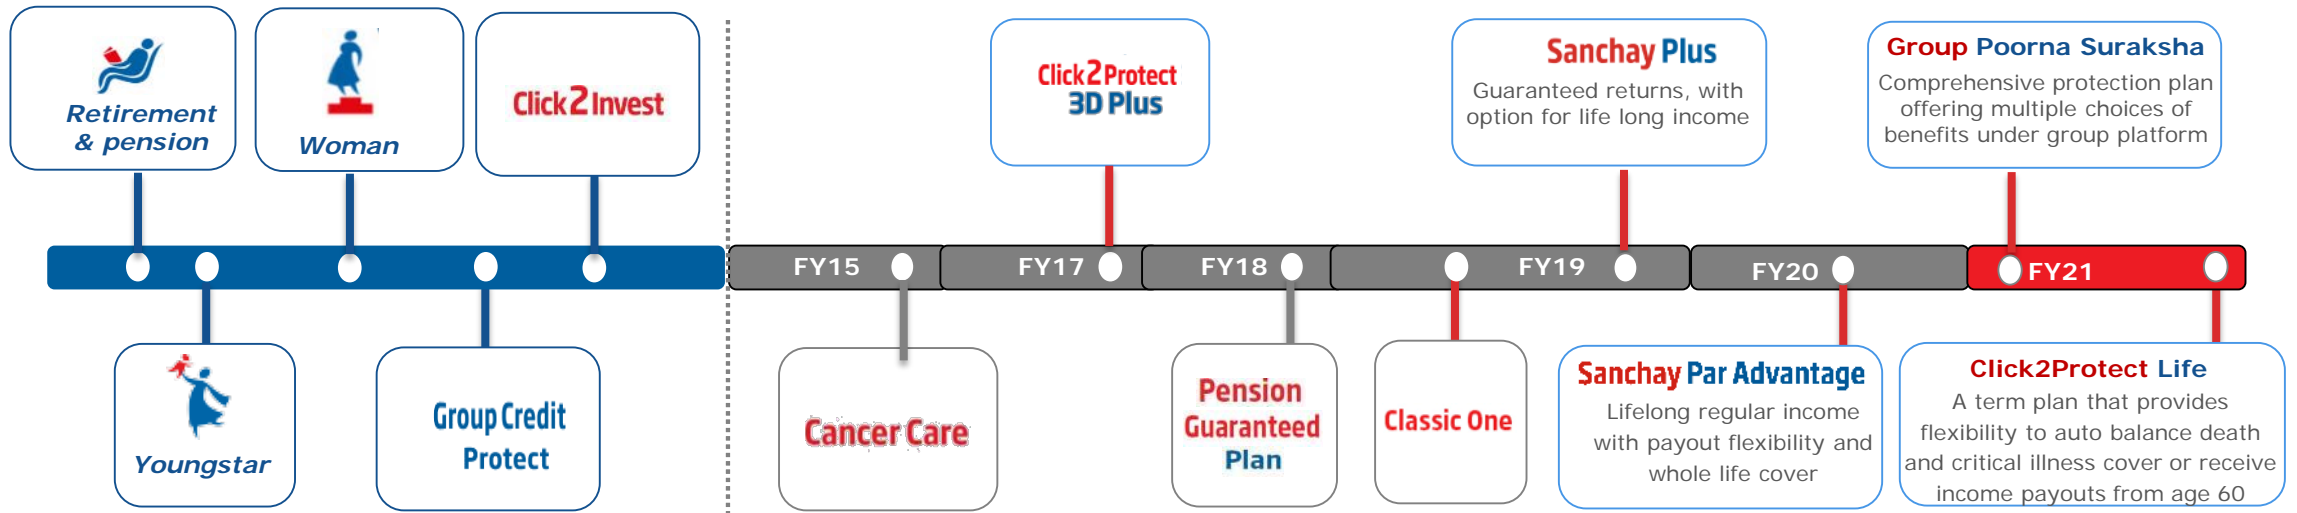 Retirement
& pension
Woman
Click2Invest
Click2Protect
3D Plus
Sanchay Plus
Guaranteed returns, with
option for life long income
Group Poorna Suraksha
Comprehensive protection plan
offering multiple choices of
benefits under group platform
FY15
FY17
FY18
FY19
FY20
FY21
Youngstar
Group Credit
Protect
Cancer Care
Pension
Guaranteed
Plan
Classic One
Sanchay Par Advantage
Lifelong regular income
with payout flexibility and
whole life cover
Click2Protect Life
A term plan that provides
flexibility to auto balance death
and critical illness cover or receive
income payouts from age 60